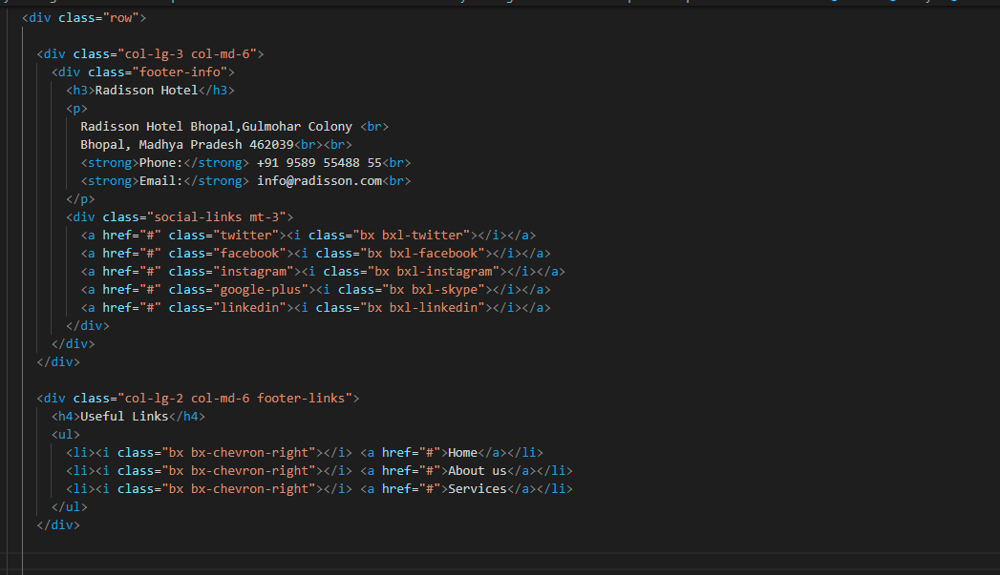 <div class="row">
<div class="col-lg-3 col-md-6">
<div class="footer-info">
<h3>Radisson Hotel</h3>
<p>
Radisson Hotel Bhopal,Gulmohar Colony <br>
Bhopal, Madhya Pradesh 462039<br><br>
<strong>Phone:</strong> +91 9589 55488 55<br>
<strong>Email:</strong> info@radisson.com<br>
</p>
<div class="social-links mt-3">
<a href="#" class="twitter"><i class="bx bxl-twitter"></i></a>
<a href="#" class="facebook"><i class="bx bxl-facebook"></i></a>
<a href="#" class="instagram"><i class="bx bxl-instagram"></i></a>
<a href="#" class="google-plus"><i class="bx bxl-skype"></i></a>
<a href="#" class="linkedin"><i class="bx bxl-linkedin"></i></a>
</div>
</div>
</div>
<div class="col-lg-2 col-md-6 footer-links">
<h4>Useful Links</h4>
<ul>
<li><i class="bx bx-chevron-right"></i> <a href="#">Home</a></li>
<li><i class="bx bx-chevron-right"></i> <a href="#">About us</a></li>
<li><i class="bx bx-chevron-right"></i> <a href="#">Services</a></li>
</ul>
</div>